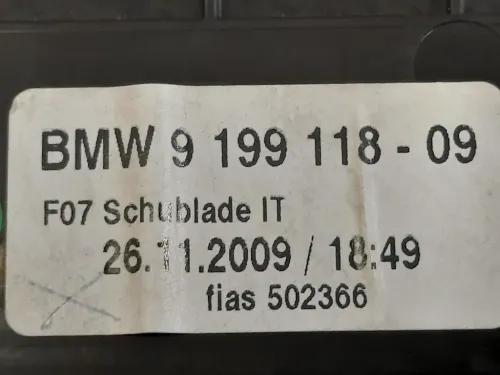 BMW 9 199 118 - 09
F07 Schublade IT
26.11.2009 / 18:49
fias 502366